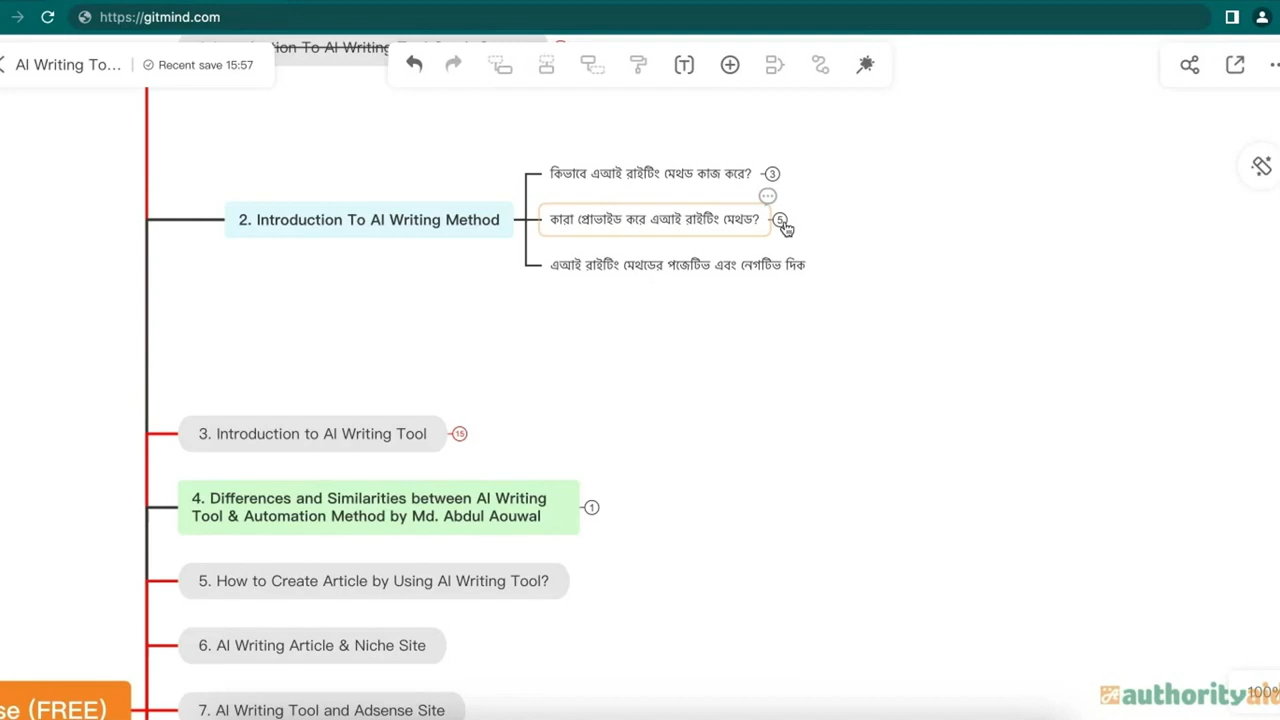 https://gitmind.com
AI Writing To...
Recent save 15:57
2. Introduction To AI Writing Method
কিভাবে এআই রাইটিং মেথড কাজ করে?
3
কারা প্রোভাইড করে এআই রাইটিং মেথড?
5
এআই রাইটিং মেথডের পজেটিভ এবং নেগটিভ দিক
3. Introduction to AI Writing Tool
15
4. Differences and Similarities between AI Writing
Tool & Automation Method by Md. Abdul Aouwal
1
5. How to Create Article by Using AI Writing Tool?
6. AI Writing Article & Niche Site
7. AI Writing Tool and Adsense Site
se (FREE)
authorityaid
100%